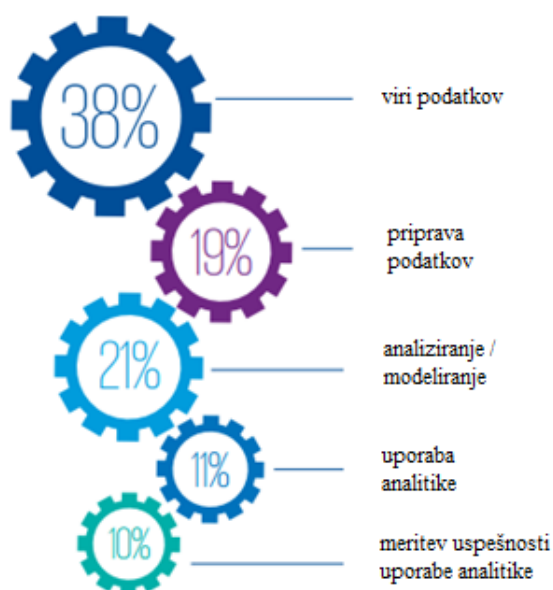 38%
viri podatkov
19%
priprava
podatkov
21%
analiziranje /
modeliranje
11%
uporaba
analitike
10%
meritev uspešnosti
uporabe analitike